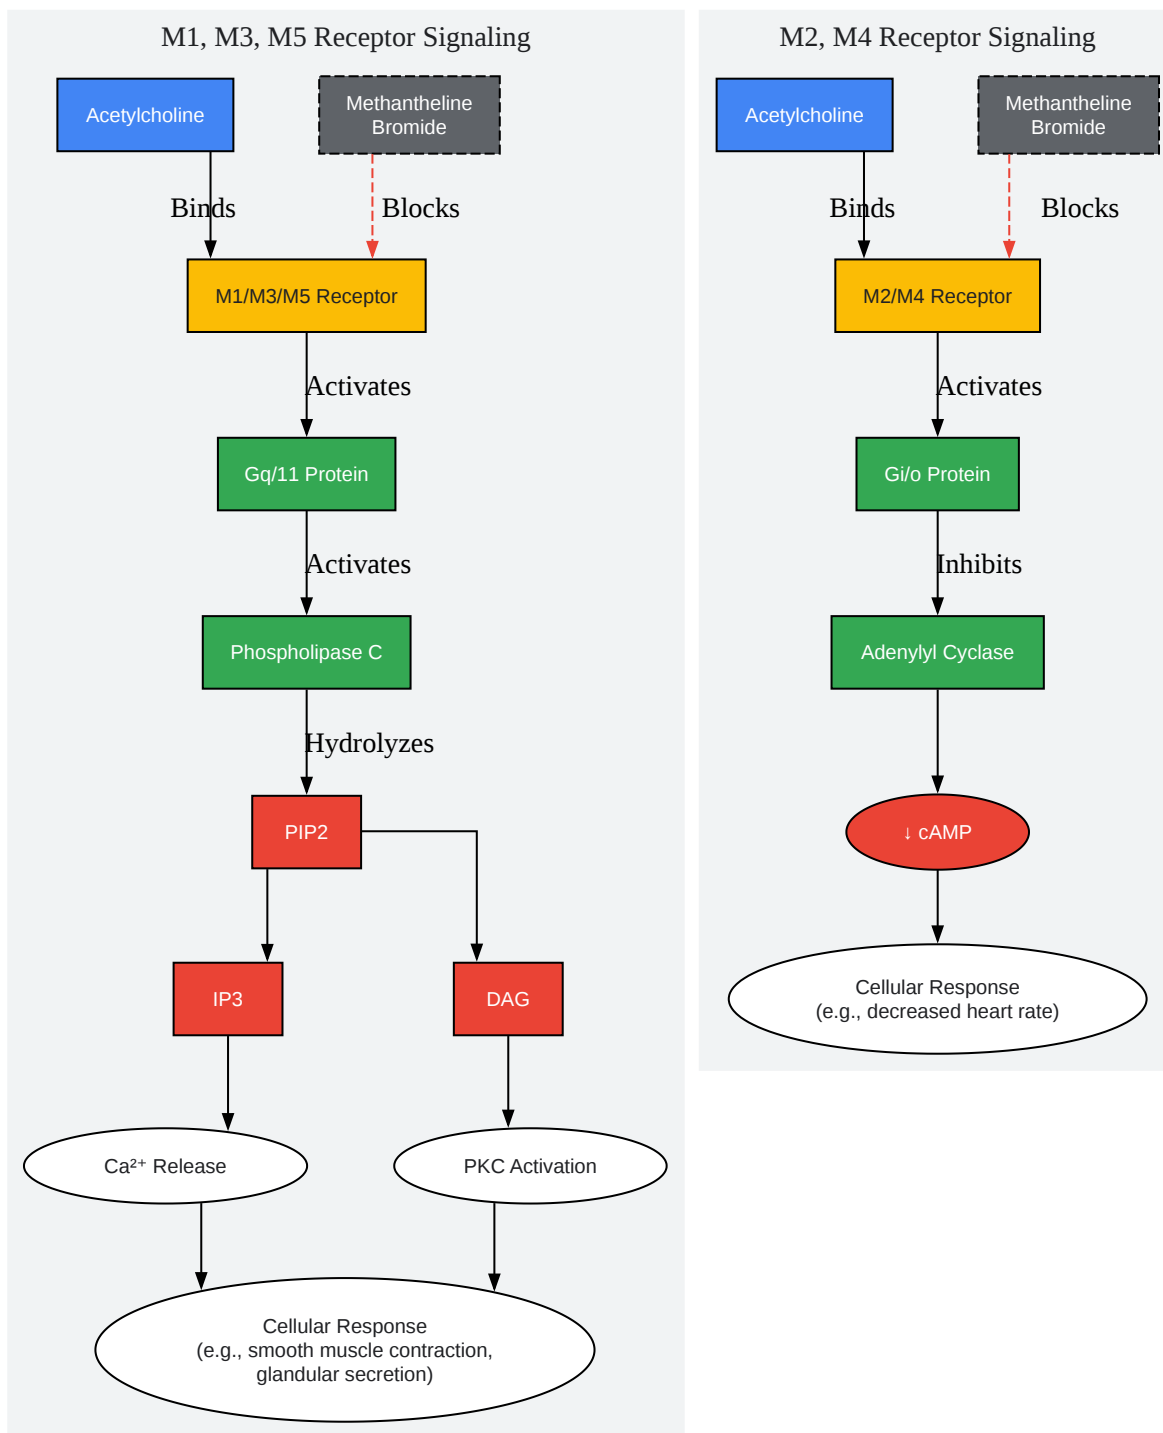 M1, M3, M5 Receptor Signaling
Acetylcholine
Methantheline
Bromide
Binds
Blocks
M1/M3/M5 Receptor
Activates
Gq/11 Protein
Activates
Phospholipase C
Hydrolyzes
PIP2
IP3
DAG
Ca²⁺ Release
PKC Activation
Cellular Response
(e.g., smooth muscle contraction,
glandular secretion)
M2, M4 Receptor Signaling
Acetylcholine
Methantheline
Bromide
Binds
Blocks
M2/M4 Receptor
Activates
Gi/o Protein
Inhibits
Adenylyl Cyclase
↓ cAMP
Cellular Response
(e.g., decreased heart rate)